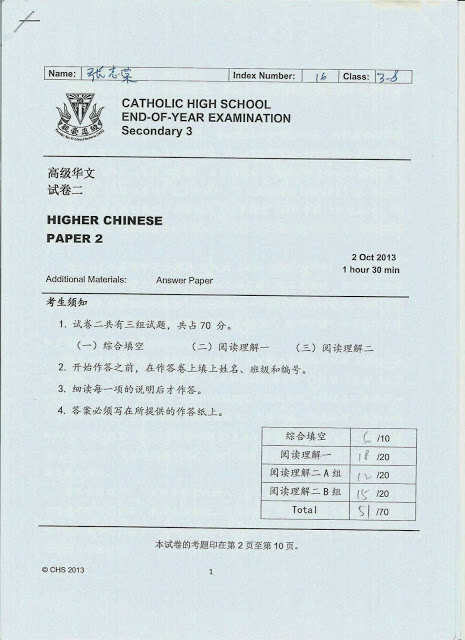 Name: 张志荣 Index Number: 16 Class: 3-8
CATHOLIC HIGH SCHOOL
END-OF-YEAR EXAMINATION
Secondary 3
高级华文
试卷二
HIGHER CHINESE
PAPER 2
2 Oct 2013
1 hour 30 min
Additional Materials: Answer Paper
考生须知
1. 试卷二共有三组试题，共占 70 分。
（一）综合填空 （二）阅读理解一 （三）阅读理解二
2. 开始作答之前，在作答卷上填上姓名、班级和编号。
3. 细读每一项的说明后才作答。
4. 答案必须写在所提供的作答纸上。
综合填空 6 /10
阅读理解一 18 /20
阅读理解二 A 组 12 /20
阅读理解二 B 组 15 /20
Total 51 /70
本试卷的考题印在第 2 页至第 10 页。
© CHS 2013
1